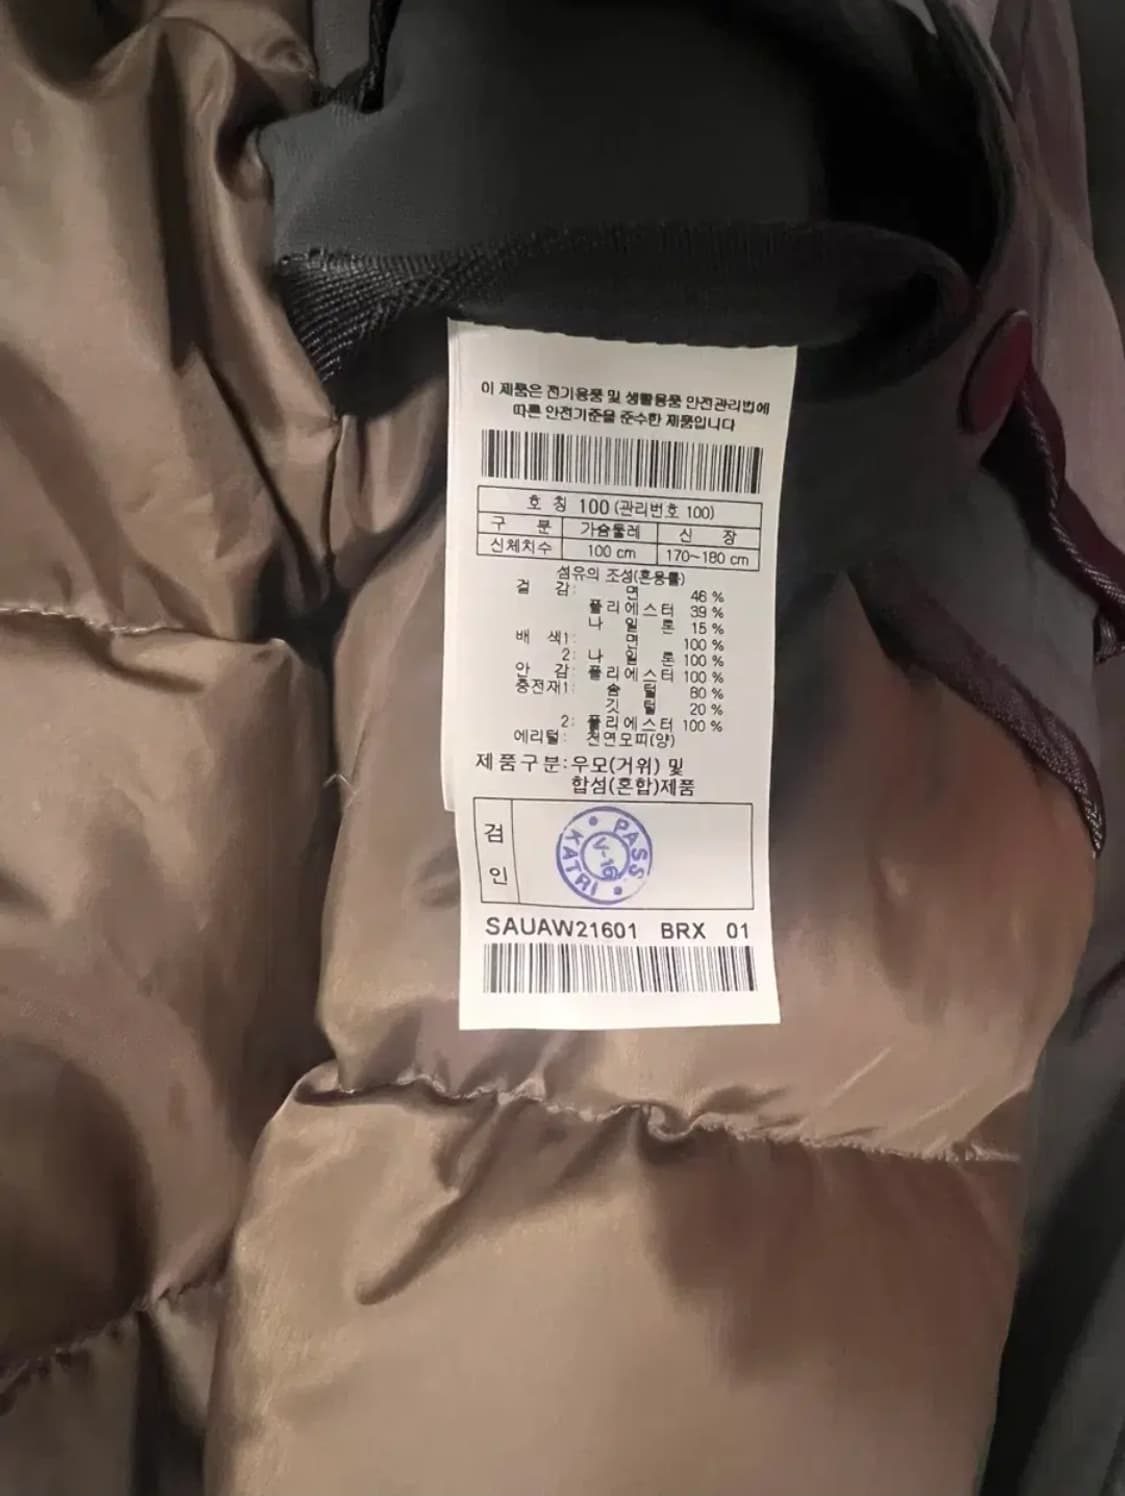 이 제품은 전기용품 및 생활용품 안전관리법에
따른 안전기준을 준수한 제품입니다
호 칭 100 (관리번호 100)
구 분 가슴둘레 신 장
신체치수 100 cm 170~180 cm
섬유의 조성(혼용률)
겉 감: 면 46 %
폴리에스터 39 %
나 일 론 15 %
배 색1: 면 100 %
2: 나 일 론 100 %
안 감: 폴리에스터 100 %
충전재1: 솜 털 80 %
깃 털 20 %
2: 폴리에스터 100 %
에리털: 천연모피(양)
제품구분:우모(거위) 및
합섬(혼합)제품
검
인
PASS
V-16
KATRI
SAUAW21601 BRX 01